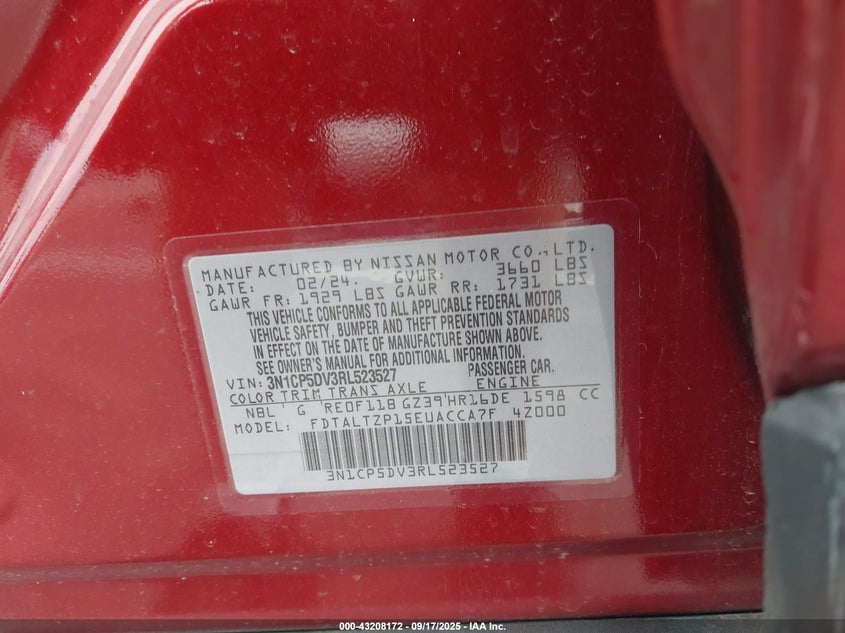 MANUFACTURED BY NISSAN MOTOR CO.,LTD.
DATE: 02/24. GVWR: 3660 LBS
GAWR FR: 1929 LBS GAWR RR: 1731 LBS
THIS VEHICLE CONFORMS TO ALL APPLICABLE FEDERAL MOTOR
VEHICLE SAFETY, BUMPER AND THEFT PREVENTION STANDARDS
IN EFFECT ON THE DATE OF MANUFACTURE SHOWN ABOVE.
SEE OWNER'S MANUAL FOR ADDITIONAL INFORMATION.
VIN: 3N1CP5DV3RL523527 PASSENGER CAR.
COLOR TRIM TRANS AXLE ENGINE
NBL G RE0F11B GZ39 HR16DE 1598 CC
MODEL: FDTALTZP15EUACCA7F 4Z000
3N1CP5DV3RL523527
000-43208172 - 09/17/2025 - IAA Inc.